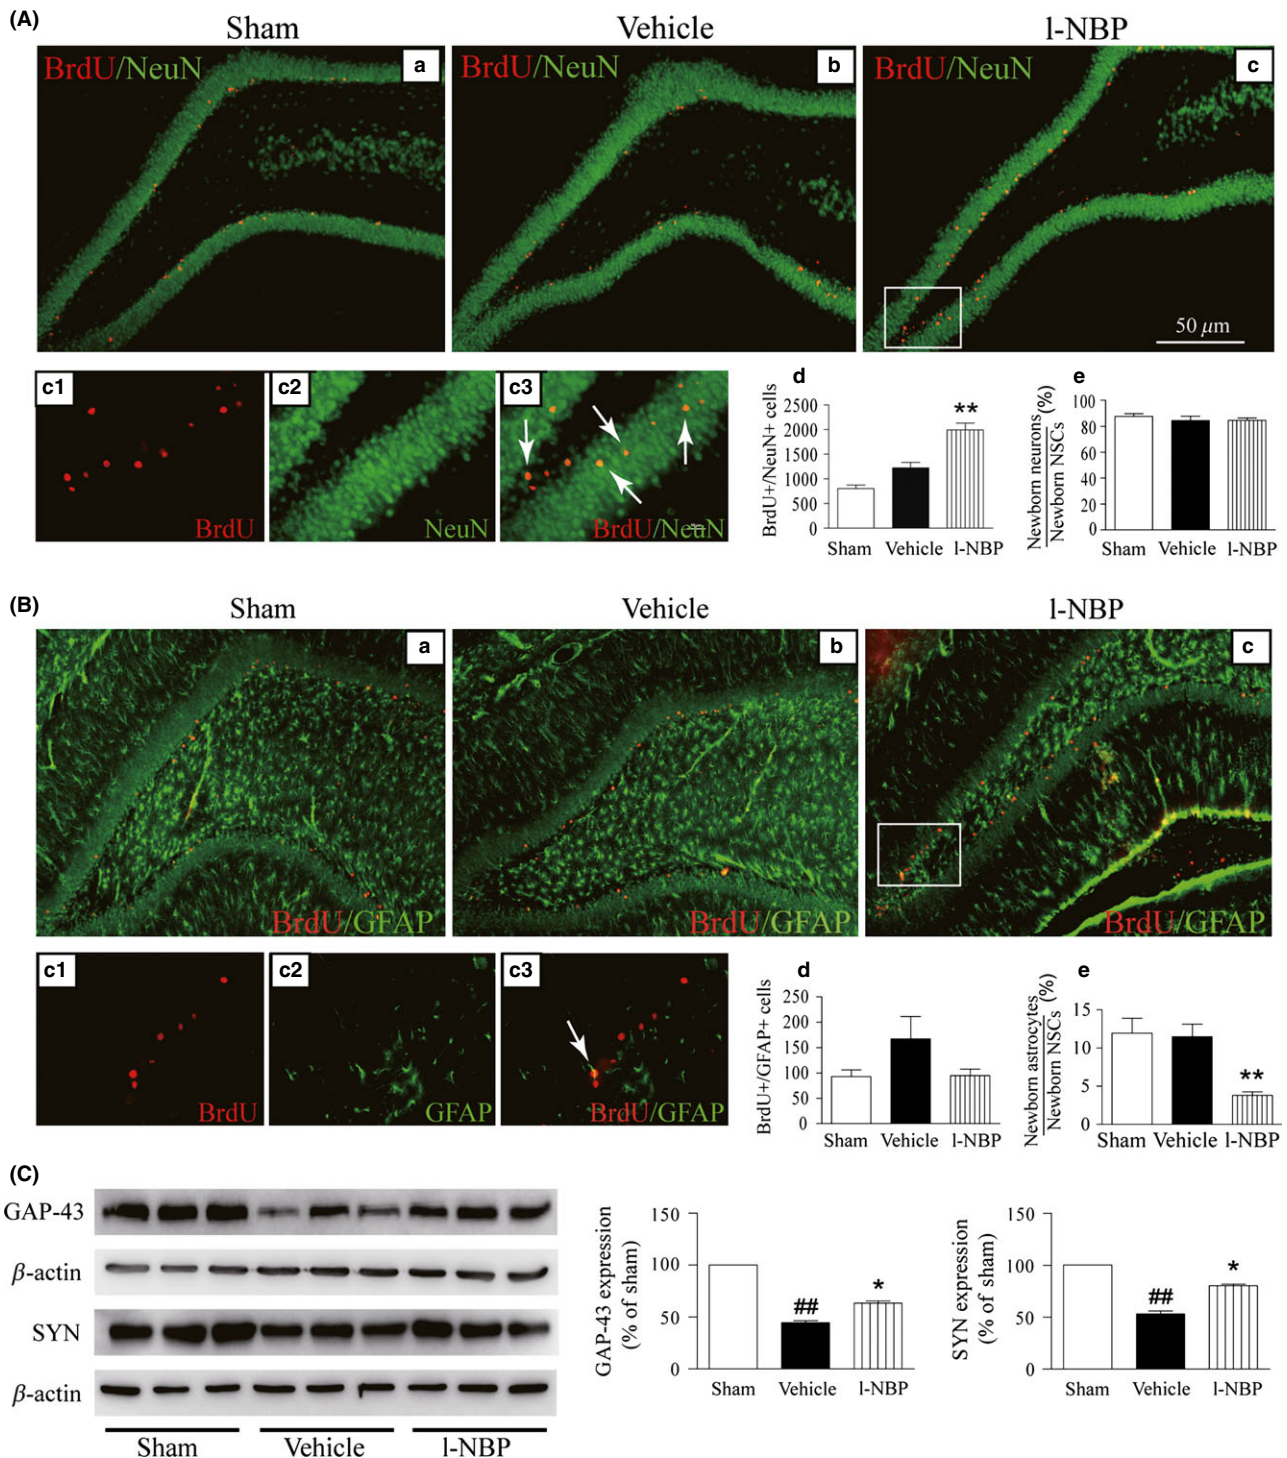 (A)
Sham Vehicle l-NBP
BrdU/NeuN a BrdU/NeuN b BrdU/NeuN c
50 μm
c1 c2 c3 d e
BrdU NeuN BrdU/NeuN
BrdU+/NeuN+ cells
2500
2000
1500
1000
500
0
Sham Vehicle l-NBP
**
Newborn neurons (%)
Newborn NSCs
100
80
60
40
20
0
Sham Vehicle l-NBP
(B)
Sham Vehicle l-NBP
a b c
BrdU/GFAP BrdU/GFAP BrdU/GFAP
c1 c2 c3 d e
BrdU GFAP BrdU/GFAP
BrdU+/GFAP+ cells
250
200
150
100
50
0
Sham Vehicle l-NBP
Newborn astrocytes (%)
Newborn NSCs
15
10
5
0
**
Sham Vehicle l-NBP
(C)
GAP-43
β-actin
SYN
β-actin
Sham Vehicle l-NBP
GAP-43 expression
(% of sham)
150
100
50
0
##
*
Sham Vehicle l-NBP
SYN expression
(% of sham)
150
100
50
0
##
*
Sham Vehicle l-NBP